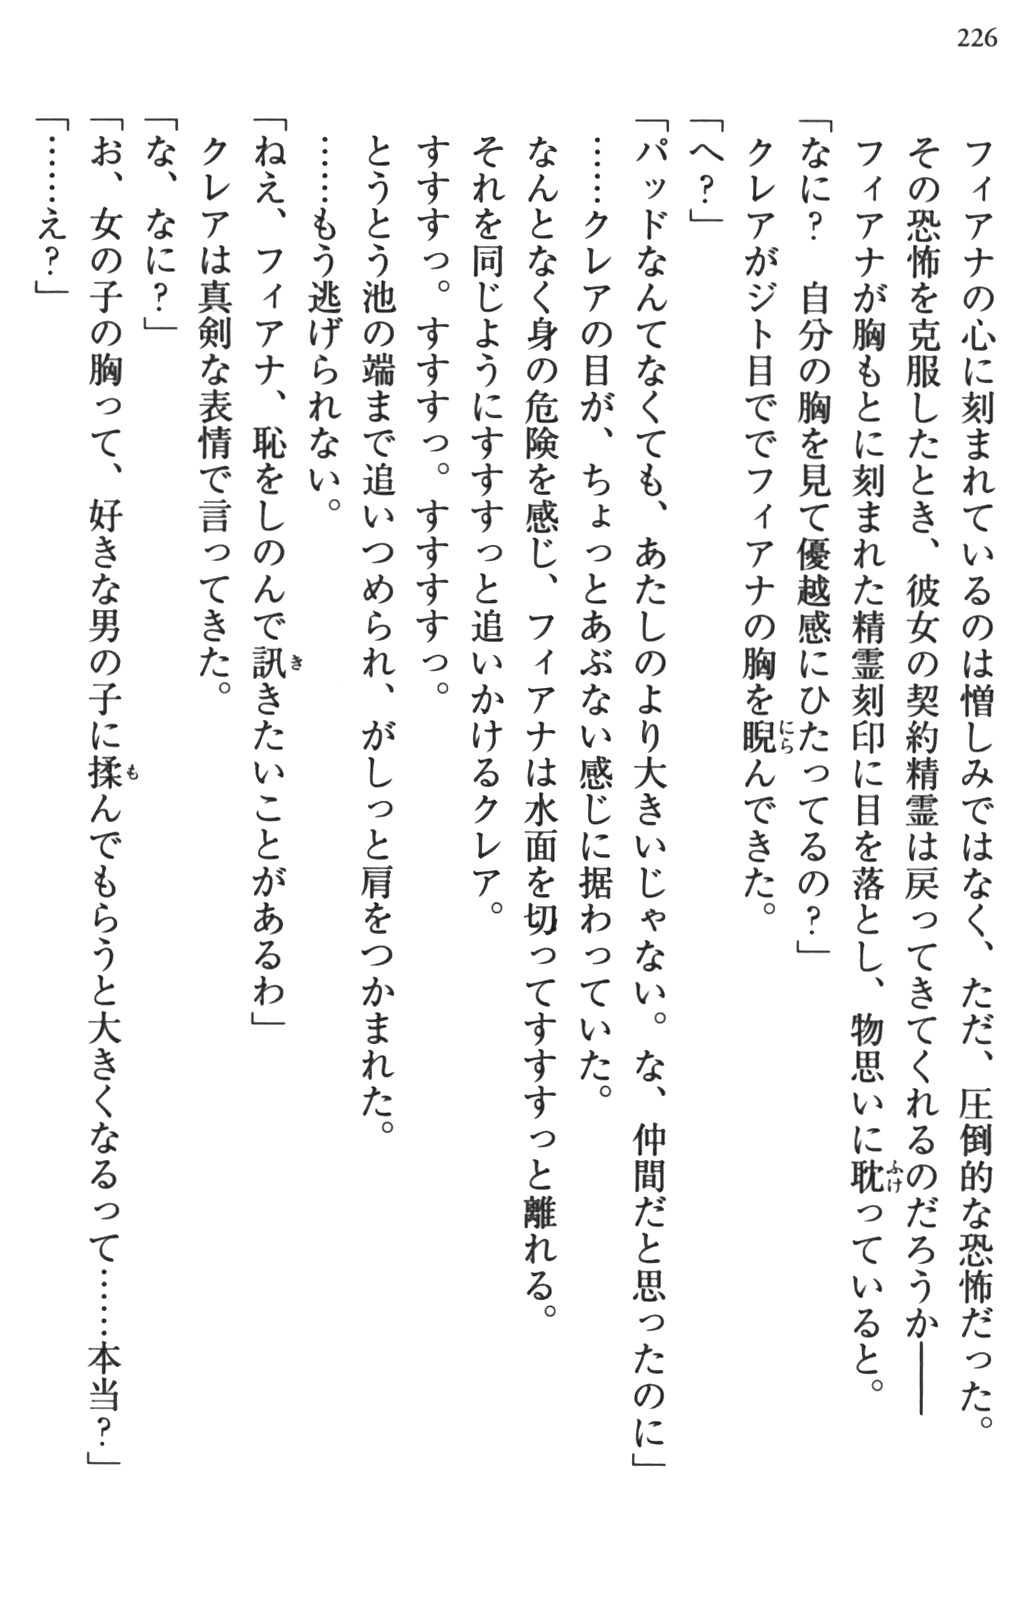 226
フィアナの心に刻まれているのは憎しみではなく、ただ、圧倒的な恐怖だった。
その恐怖を克服したとき、彼女の契約精霊は戻ってきてくれるのだろうか――
フィアナが胸もとに刻まれた精霊刻印に目を落とし、物思いに耽っていると。
「なに？　自分の胸を見て優越感にひたってるの？」
クレアがジト目ででフィアナの胸を睨んできた。
「へ？」
「パッドなんてなくても、あたしのより大きいじゃない。な、仲間だと思ったのに」
……クレアの目が、ちょっとあぶない感じに据わっていた。
なんとなく身の危険を感じ、フィアナは水面を切ってすすすっと離れる。
それを同じようにすすすっと追いかけるクレア。
すすすっ。すすすっ。すすすすっ。
とうとう池の端まで追いつめられ、がしっと肩をつかまれた。
……もう逃げられない。
「ねえ、フィアナ、恥をしのんで訊きたいことがあるわ」
クレアは真剣な表情で言ってきた。
「な、なに？」
「お、女の子の胸って、好きな男の子に揉んでもらうと大きくなるって……本当？」
「……え？」